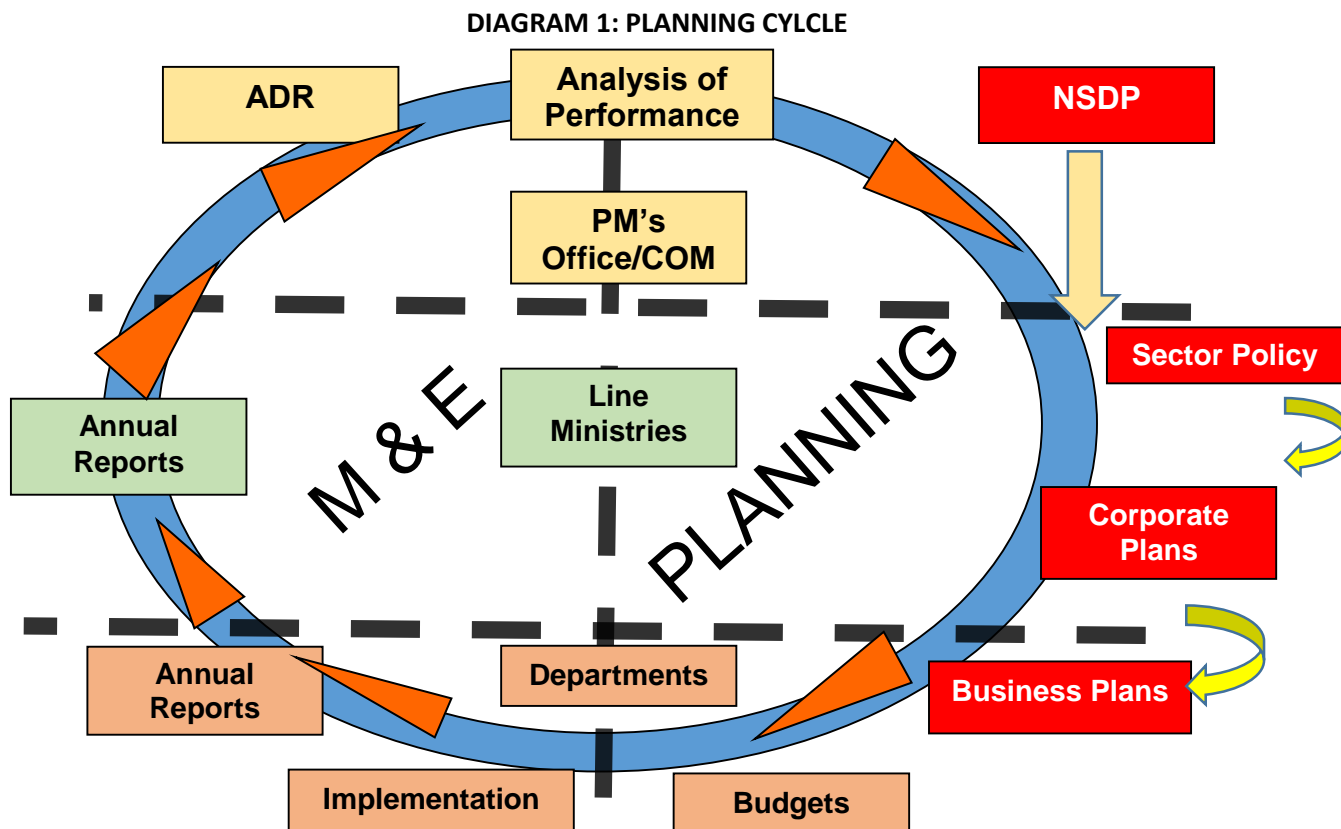 DIAGRAM 1: PLANNING CYLCLE
ADR
Analysis of
Performance
NSDP
PM's
Office/COM
Sector Policy
M & E
PLANNING
Line
Ministries
Annual
Reports
Corporate
Plans
Annual
Reports
Departments
Business Plans
Implementation
Budgets